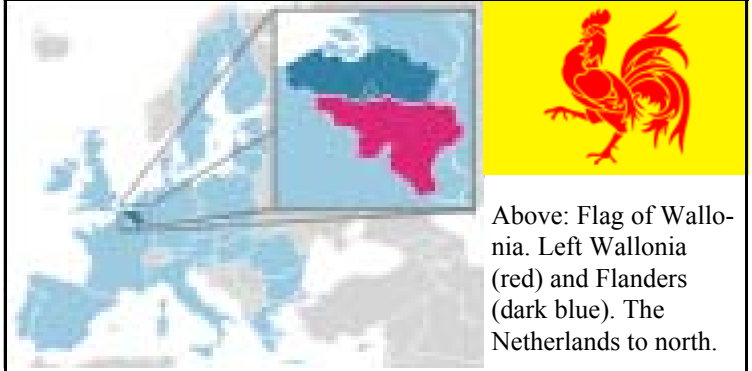 Above: Flag of Wallo-
nia. Left Wallonia
(red) and Flanders
(dark blue). The
Netherlands to north.